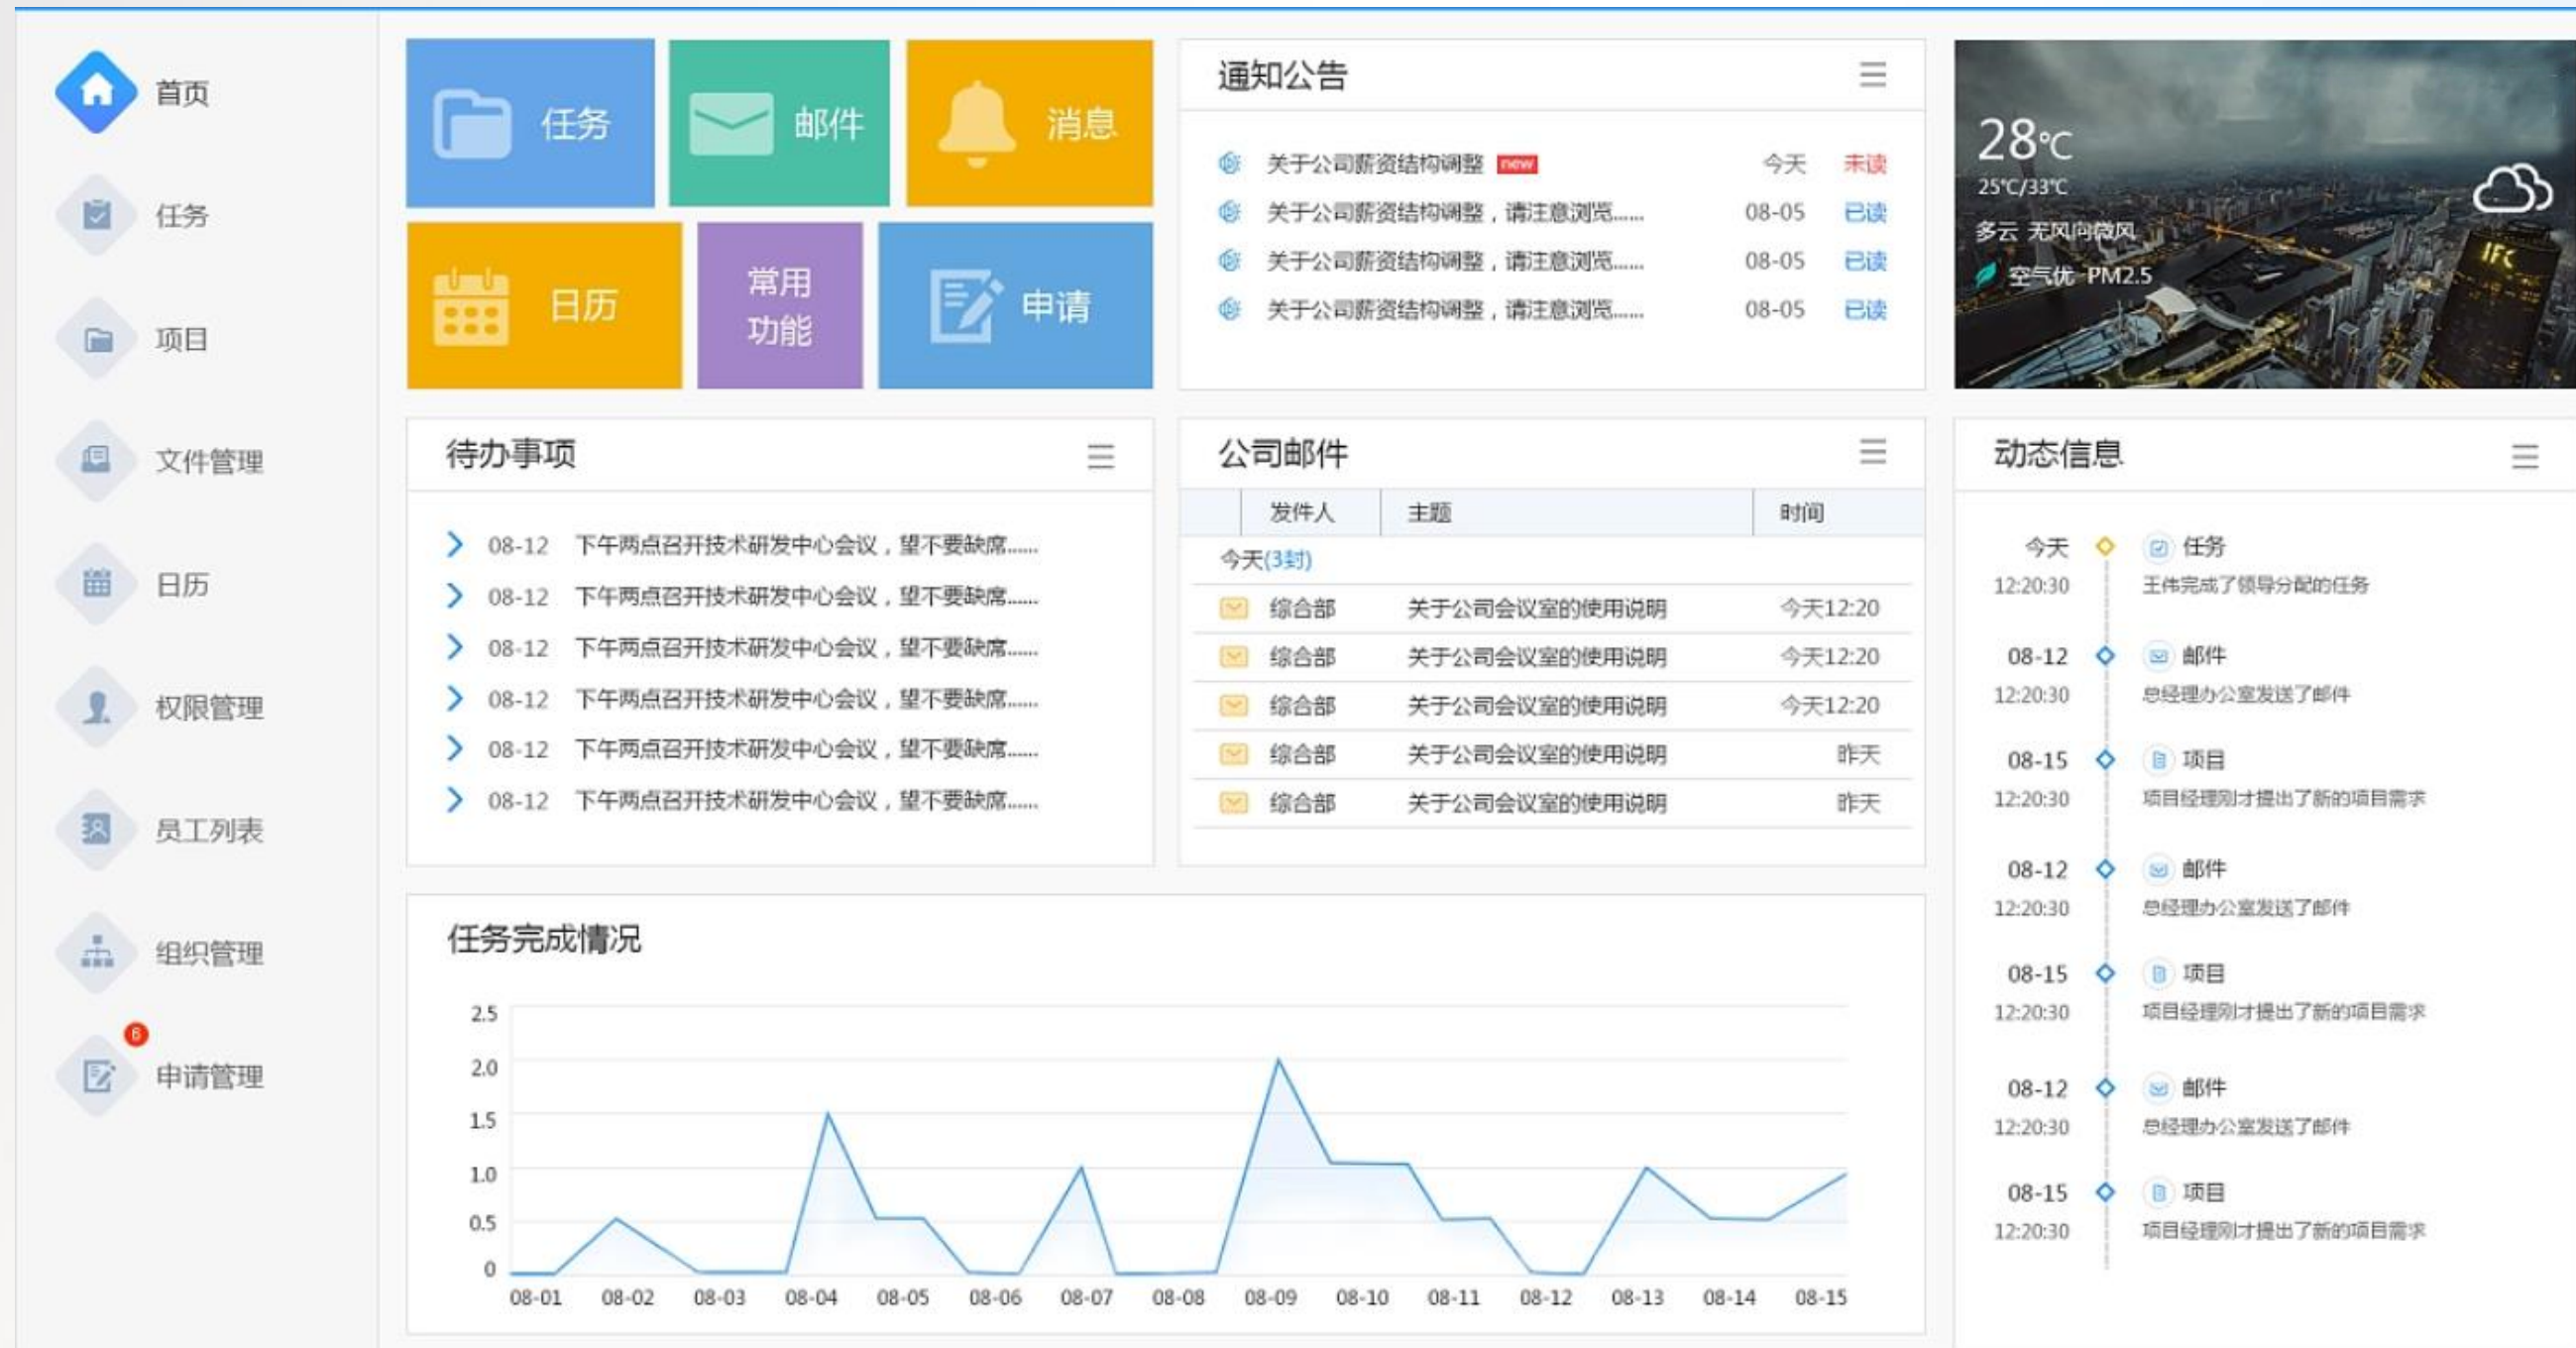 首页
任务
项目
文件管理
日历
权限管理
员工列表
组织管理
6
申请管理
任务
邮件
消息
日历
常用
功能
申请
通知公告
关于公司薪资结构调整 new 今天 未读
关于公司薪资结构调整，请注意浏览...... 08-05 已读
关于公司薪资结构调整，请注意浏览...... 08-05 已读
关于公司薪资结构调整，请注意浏览...... 08-05 已读
28℃
25℃/33℃
多云 无风向微风
空气优 PM2.5
IFC
待办事项
08-12 下午两点召开技术研发中心会议，望不要缺席......
08-12 下午两点召开技术研发中心会议，望不要缺席......
08-12 下午两点召开技术研发中心会议，望不要缺席......
08-12 下午两点召开技术研发中心会议，望不要缺席......
08-12 下午两点召开技术研发中心会议，望不要缺席......
08-12 下午两点召开技术研发中心会议，望不要缺席......
公司邮件
发件人 主题 时间
今天(3封)
综合部 关于公司会议室的使用说明 今天12:20
综合部 关于公司会议室的使用说明 今天12:20
综合部 关于公司会议室的使用说明 今天12:20
综合部 关于公司会议室的使用说明 昨天
综合部 关于公司会议室的使用说明 昨天
动态信息
今天 任务
12:20:30 王伟完成了领导分配的任务
08-12 邮件
12:20:30 总经理办公室发送了邮件
08-15 项目
12:20:30 项目经理刚才提出了新的项目需求
08-12 邮件
12:20:30 总经理办公室发送了邮件
08-15 项目
12:20:30 项目经理刚才提出了新的项目需求
08-12 邮件
12:20:30 总经理办公室发送了邮件
08-15 项目
12:20:30 项目经理刚才提出了新的项目需求
任务完成情况
2.5
2.0
1.5
1.0
0.5
0
08-01 08-02 08-03 08-04 08-05 08-06 08-07 08-08 08-09 08-10 08-11 08-12 08-13 08-14 08-15